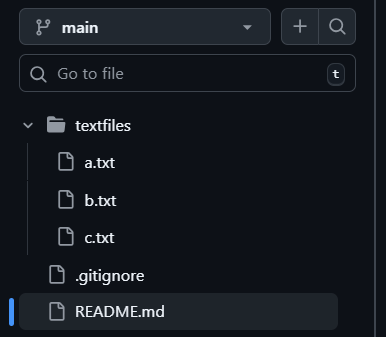 main
Go to file
t
textfiles
a.txt
b.txt
c.txt
.gitignore
README.md